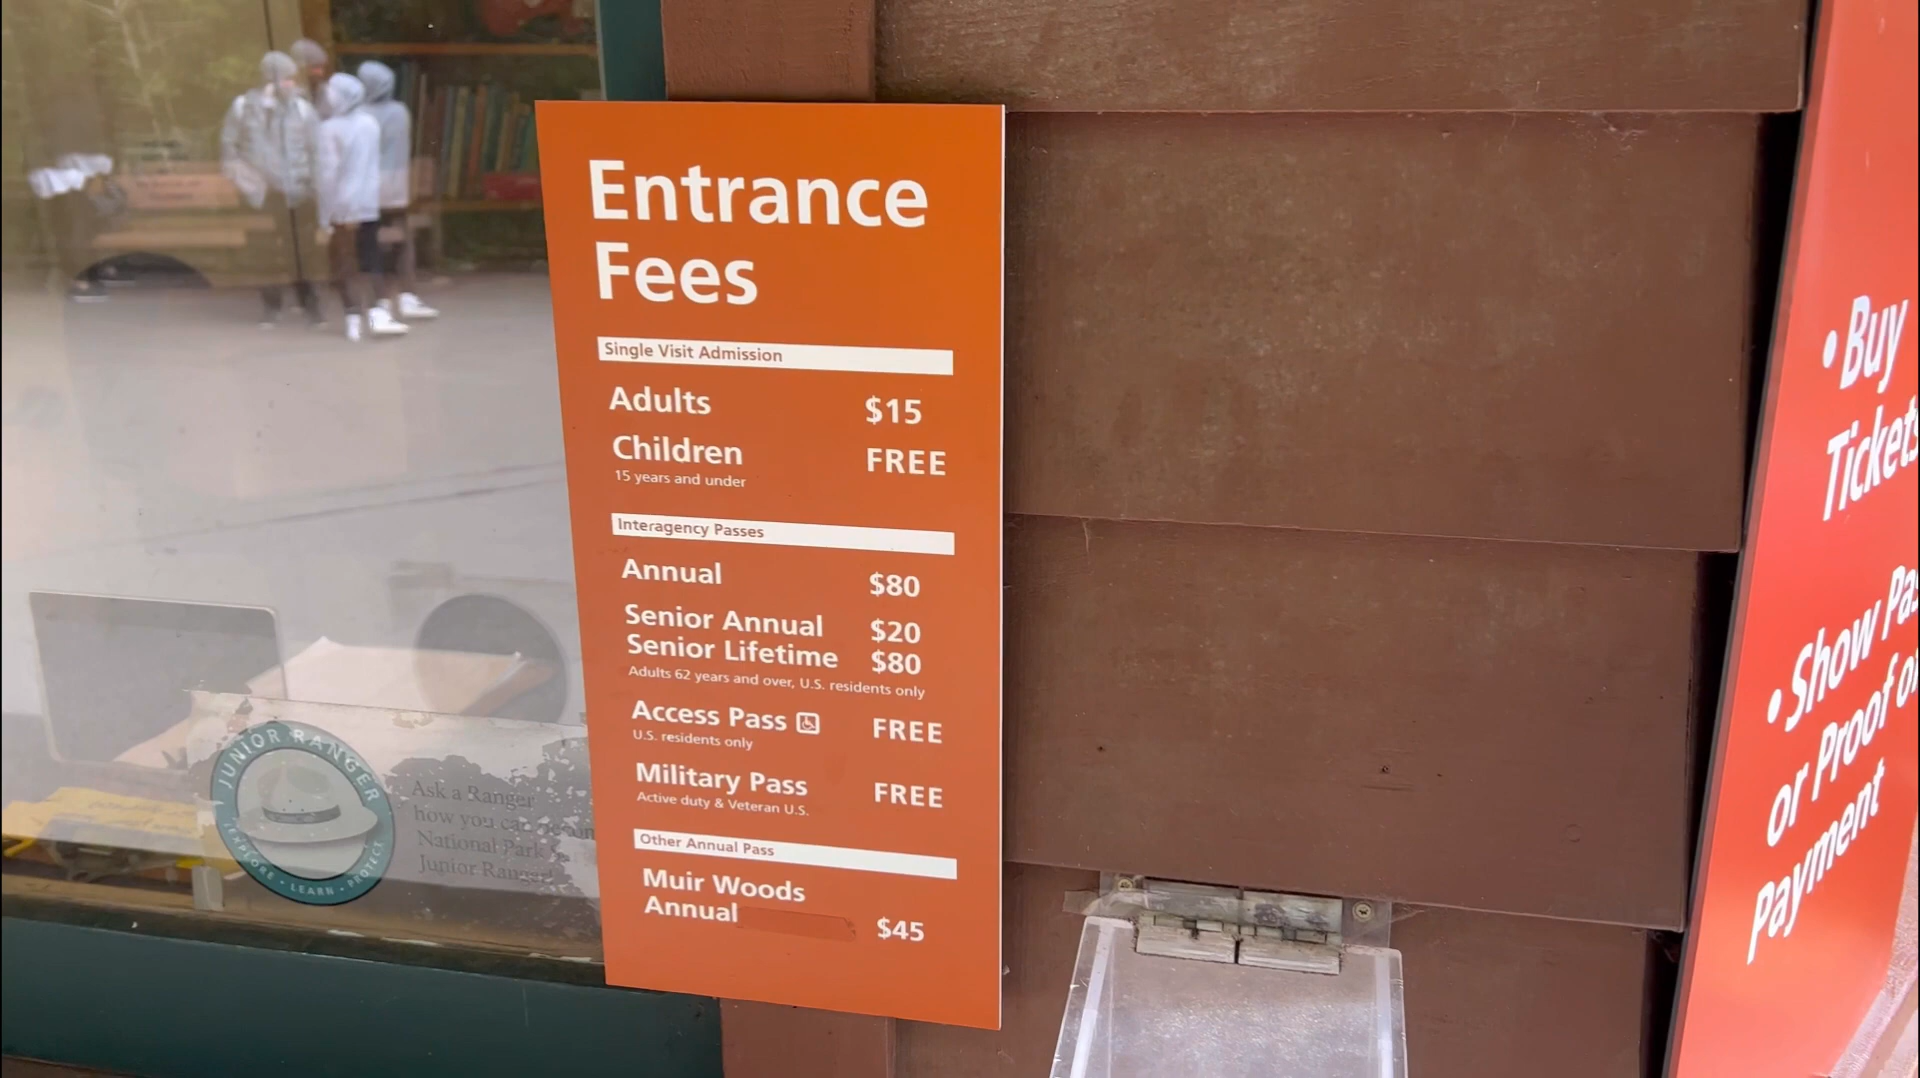 Entrance
Fees
Single Visit Admission
Adults $15
Children FREE
15 years and under
Interagency Passes
Annual $80
Senior Annual $20
Senior Lifetime $80
Adults 62 years and over, U.S. residents only
Access Pass FREE
U.S. residents only
Military Pass FREE
Active duty & Veteran U.S.
Other Annual Pass
Muir Woods
Annual $45
JUNIOR RANGER
EXPLORE • LEARN • PROTECT
Ask a Ranger
how you can
National Park
Junior Ranger
• Buy
Tickets
• Show
or Proof
Payment